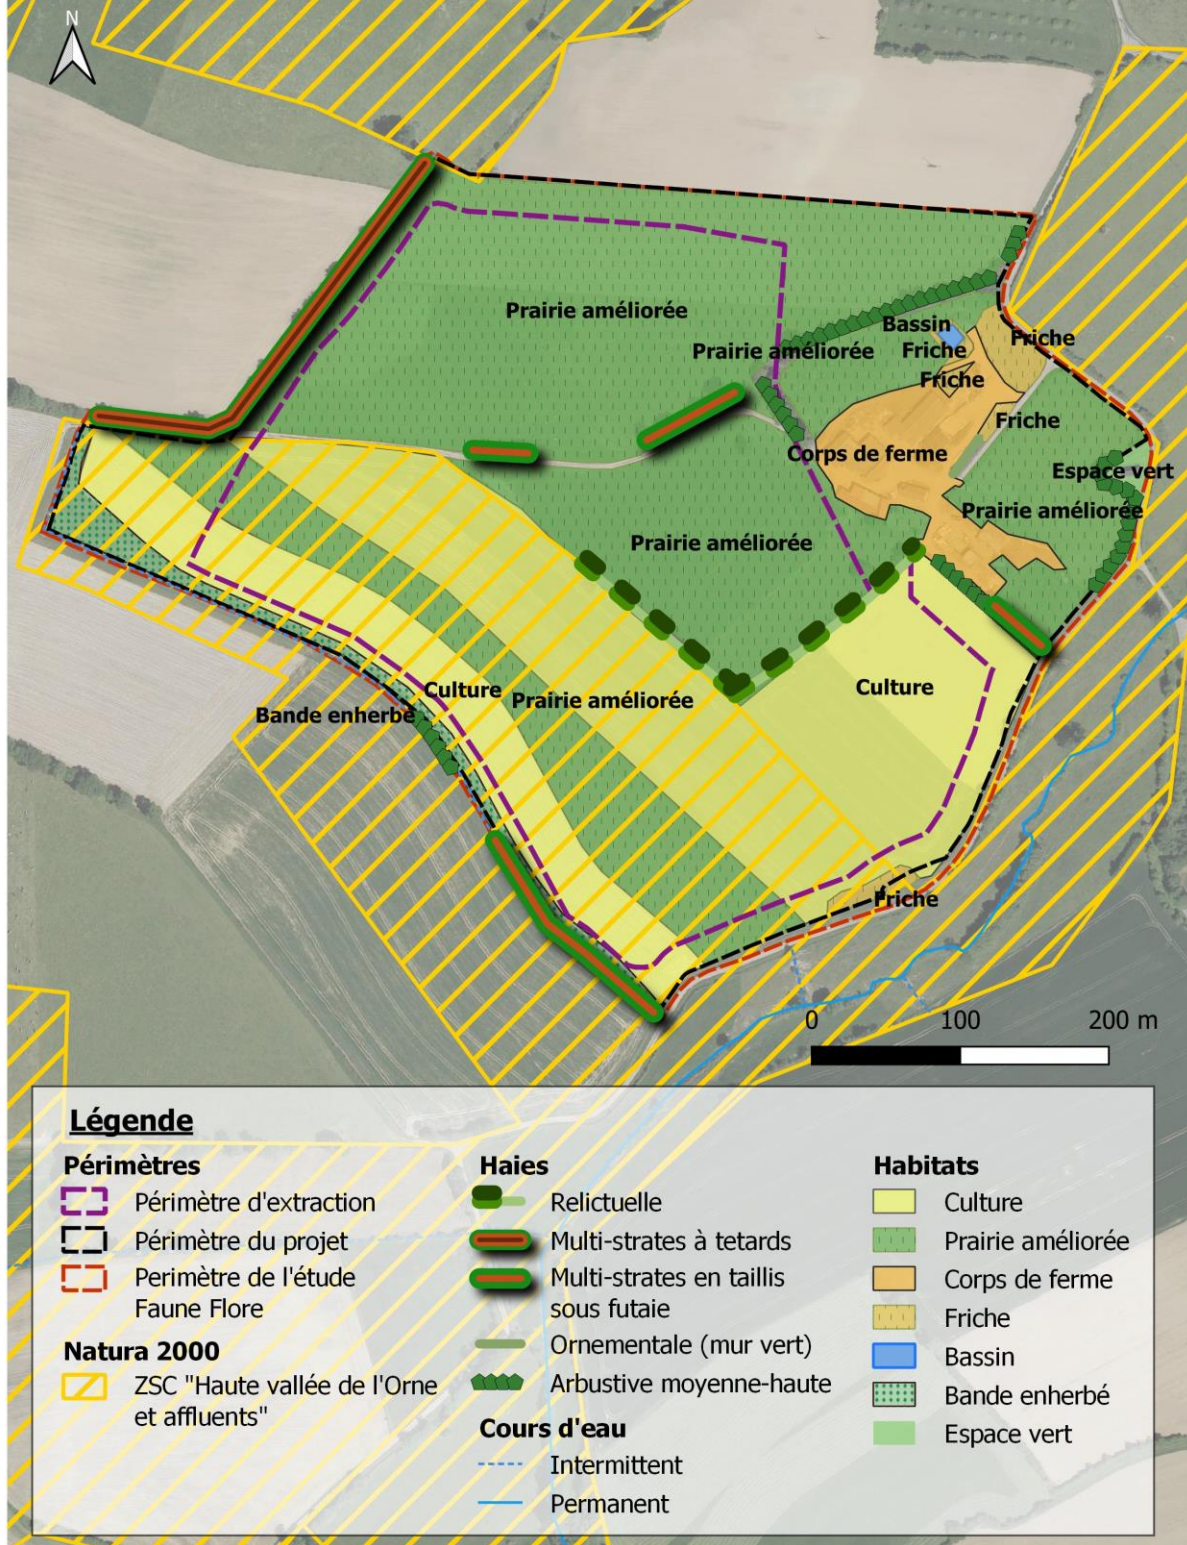 N
Prairie améliorée
Bassin
Friche
Prairie améliorée
Friche
Friche
Friche
Corps de ferme
Espace vert
Prairie améliorée
Prairie améliorée
Culture
Culture
Prairie améliorée
Bande enherbé
Friche
0 100 200 m
Légende
Périmètres
Périmètre d'extraction
Périmètre du projet
Perimètre de l'étude
Faune Flore
Natura 2000
ZSC "Haute vallée de l'Orne
et affluents"
Haies
Relictuelle
Multi-strates à tetards
Multi-strates en taillis
sous futaie
Ornementale (mur vert)
Arbustive moyenne-haute
Cours d'eau
Intermittent
Permanent
Habitats
Culture
Prairie améliorée
Corps de ferme
Friche
Bassin
Bande enherbé
Espace vert